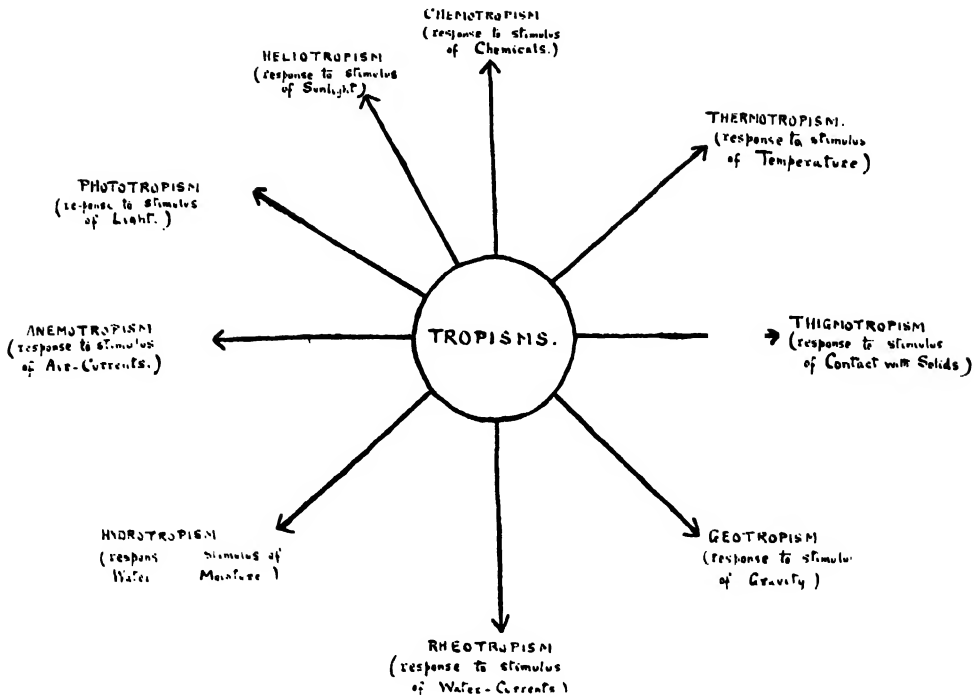 CHEMOTROPISM
(response to stimulus
of Chemicals.)
HELIOTROPISM
(response to stimulus
of Sunlight)
THERMOTROPISM.
(response to stimulus
of Temperature)
PHOTOTROPISM
(response to stimulus
of Light.)
ANEMOTROPISM
(response to stimulus
of Air-Currents.)
TROPISMS.
THIGMOTROPISM
(response to stimulus
of Contact with Solids)
HYDROTROPISM
(respons stimulus of
Water Moisture)
GEOTROPISM
(response to stimulu
of Gravity)
RHEOTROPISM
(response to stimulus
of Water-Currents)